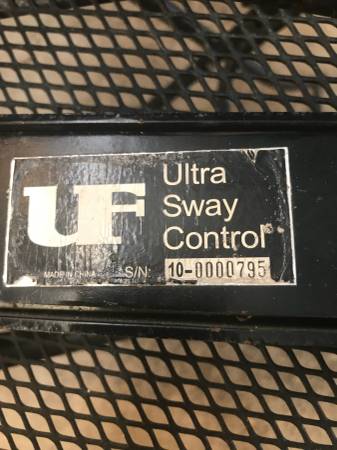 UF
Ultra
Sway
Control
MADE IN CHINA
S/N: 10-0000795